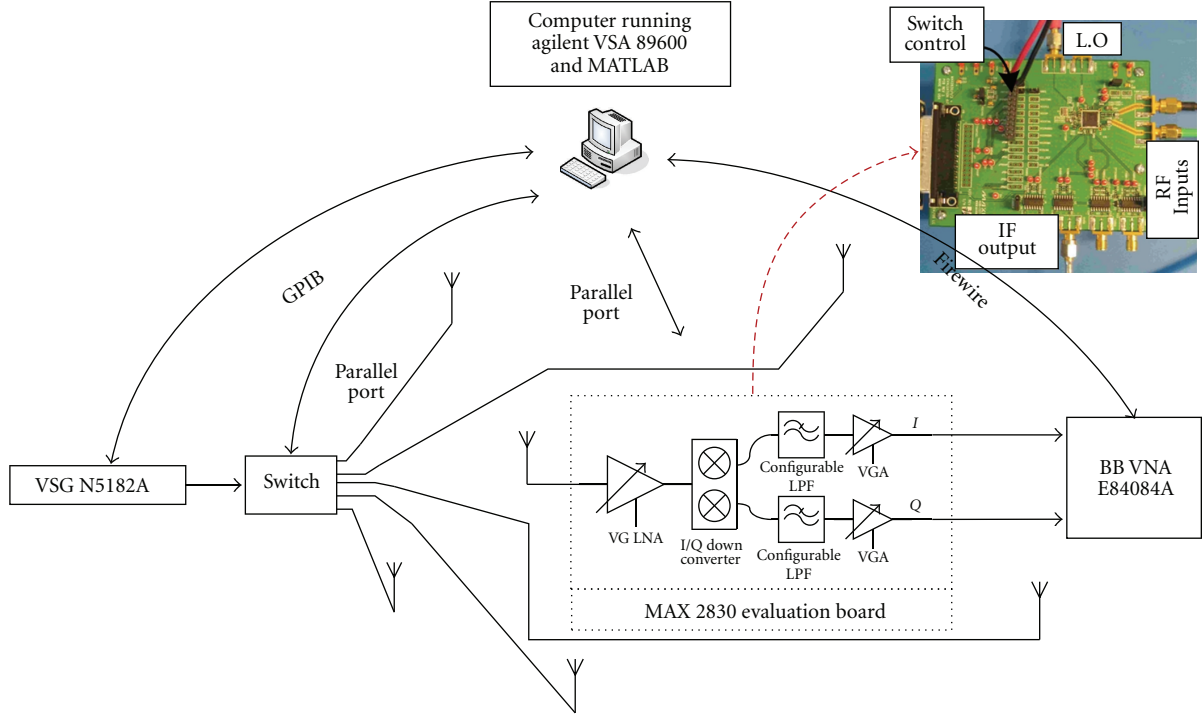 Computer running
agilent VSA 89600
and MATLAB
Switch
control
L.O
RF
Inputs
IF
output
GPIB
Parallel
port
Parallel
port
Firewire
VSG N5182A
Switch
VG LNA
I/Q down
converter
Configurable
LPF
VGA
I
Configurable
LPF
VGA
Q
BB VNA
E84084A
MAX 2830 evaluation board